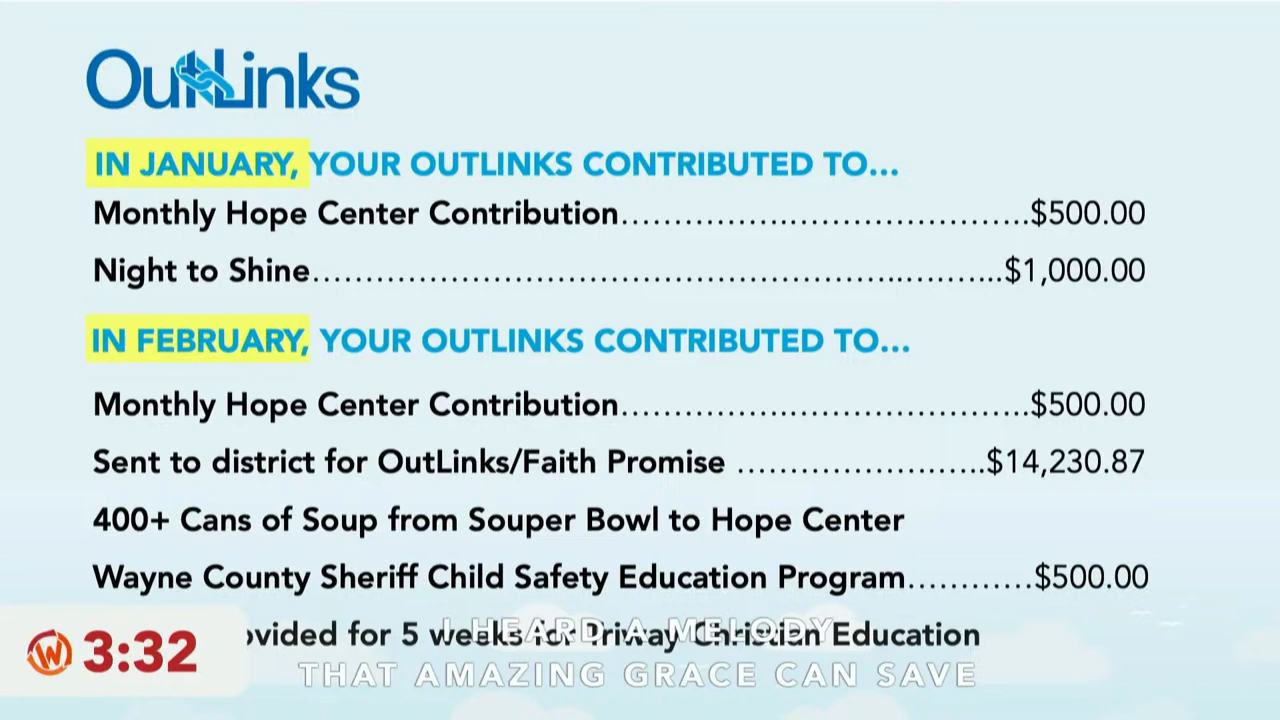 OutLinks
IN JANUARY, YOUR OUTLINKS CONTRIBUTED TO...
Monthly Hope Center Contribution..............................................$500.00
Night to Shine..............................................................................$1,000.00
IN FEBRUARY, YOUR OUTLINKS CONTRIBUTED TO...
Monthly Hope Center Contribution..............................................$500.00
Sent to district for OutLinks/Faith Promise ........................$14,230.87
400+ Cans of Soup from Souper Bowl to Hope Center
Wayne County Sheriff Child Safety Education Program............$500.00
ovided for 5 weeks for Triway Christian Education
I HEARD A MELODY
THAT AMAZING GRACE CAN SAVE
W 3:32